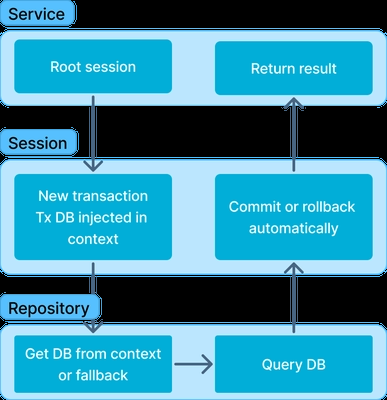 Service
Root session
Return result
Session
New transaction
Tx DB injected in
context
Commit or rollback
automatically
Repository
Get DB from context
or fallback
Query DB